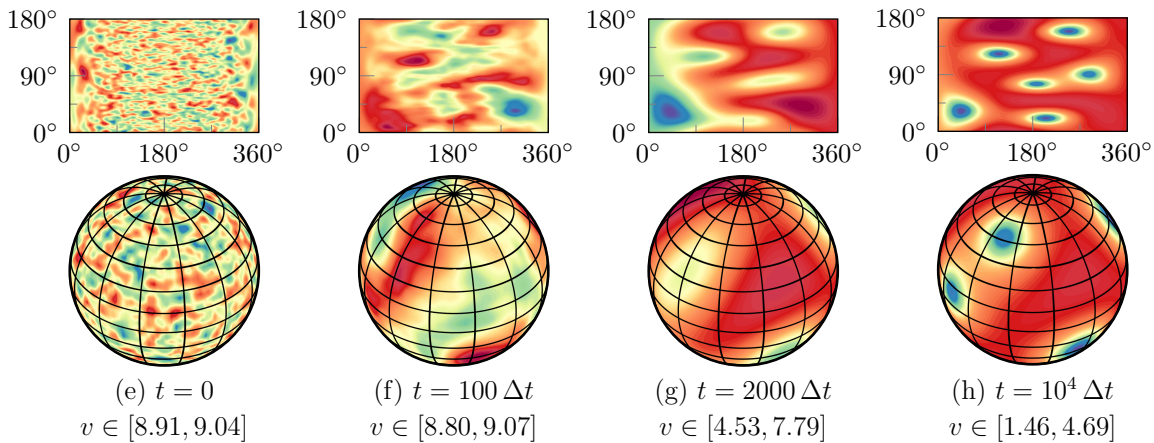 180° 180° 180° 180°
90° 90° 90° 90°
0° 0° 0° 0°
0° 180° 360° 0° 180° 360° 0° 180° 360° 0° 180° 360°
(e) t = 0 (f) t = 100 Δt (g) t = 2000 Δt (h) t = 10⁴ Δt
v ∈ [8.91, 9.04] v ∈ [8.80, 9.07] v ∈ [4.53, 7.79] v ∈ [1.46, 4.69]